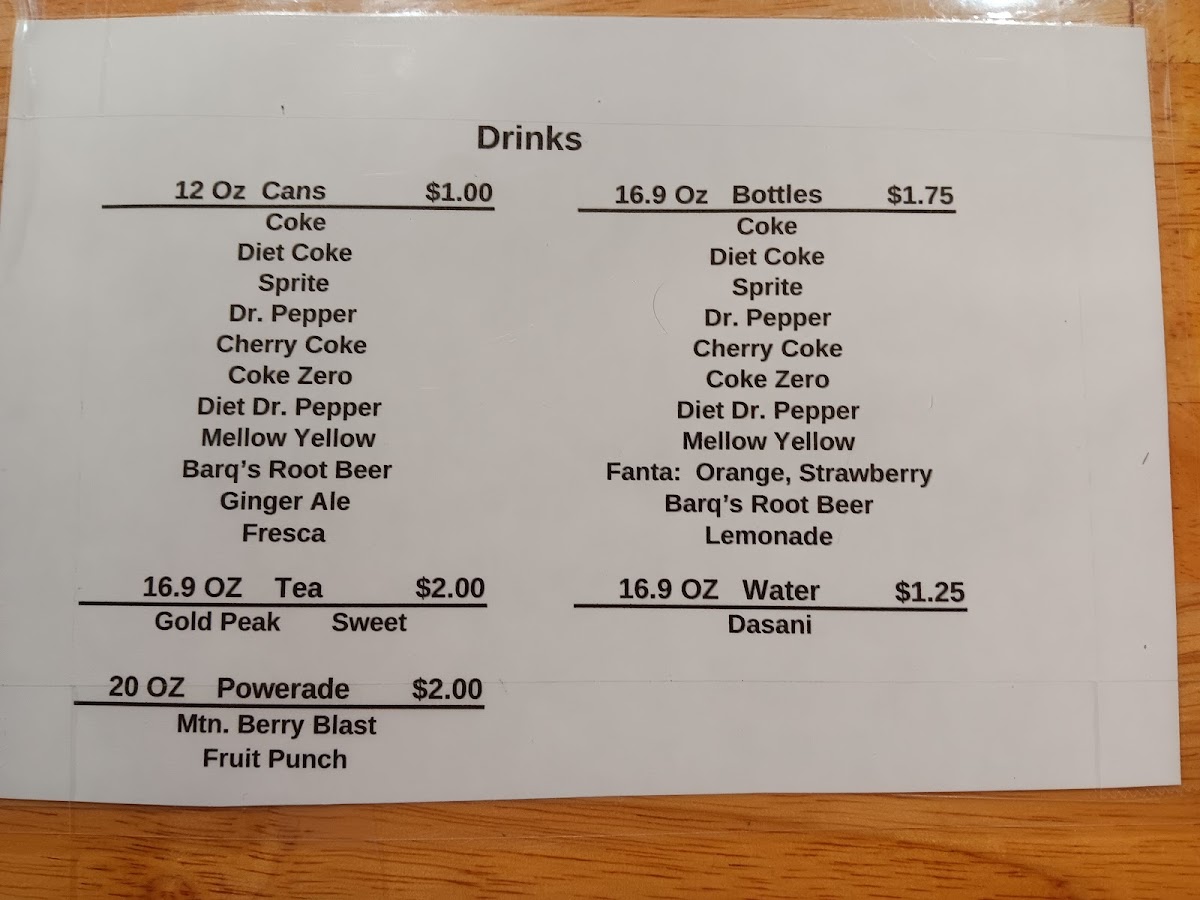 Drinks
12 Oz Cans $1.00
Coke
Diet Coke
Sprite
Dr. Pepper
Cherry Coke
Coke Zero
Diet Dr. Pepper
Mellow Yellow
Barq's Root Beer
Ginger Ale
Fresca
16.9 Oz Bottles $1.75
Coke
Diet Coke
Sprite
Dr. Pepper
Cherry Coke
Coke Zero
Diet Dr. Pepper
Mellow Yellow
Fanta: Orange, Strawberry
Barq's Root Beer
Lemonade
16.9 OZ Tea $2.00
Gold Peak Sweet
16.9 OZ Water $1.25
Dasani
20 OZ Powerade $2.00
Mtn. Berry Blast
Fruit Punch